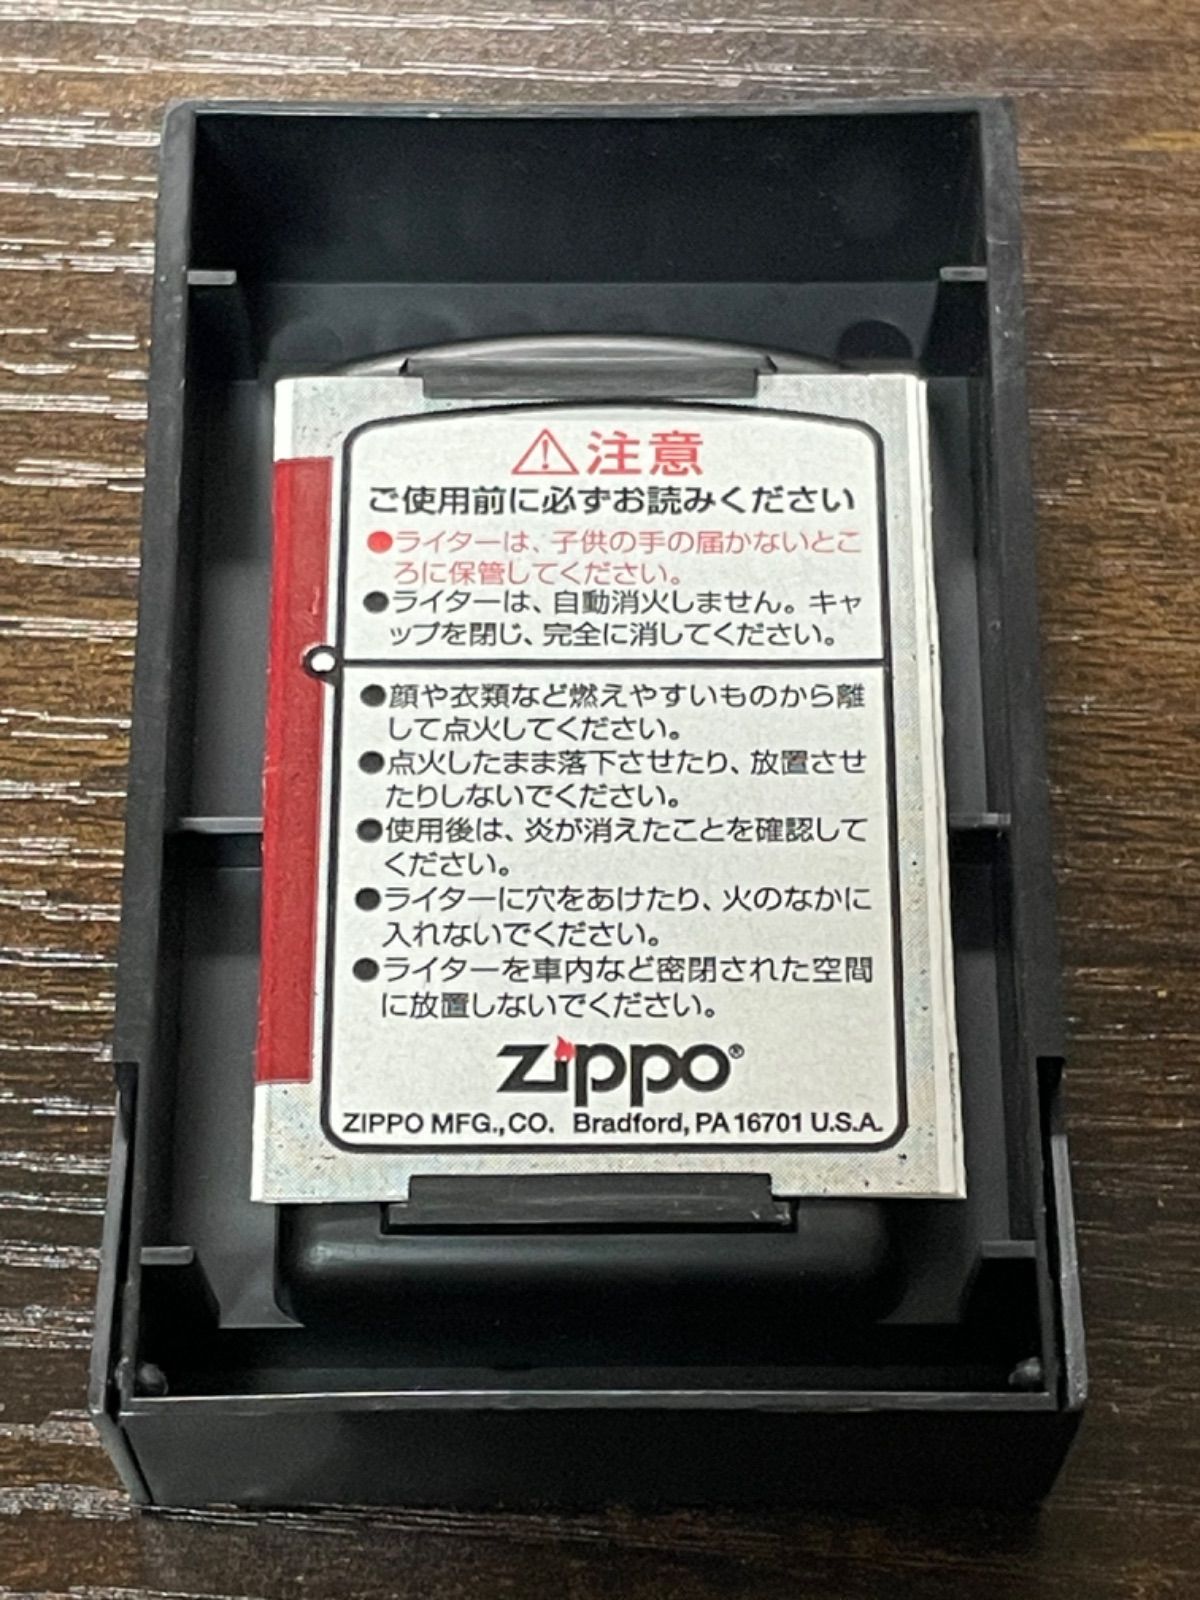 ⚠注意
ご使用前に必ずお読みください
●ライターは、子供の手の届かないとこ
ろに保管してください。
●ライターは、自動消火しません。キャ
ップを閉じ、完全に消してください。
●顔や衣類など燃えやすいものから離
して点火してください。
●点火したまま落下させたり、放置させ
たりしないでください。
●使用後は、炎が消えたことを確認して
ください。
●ライターに穴をあけたり、火のなかに
入れないでください。
●ライターを車内など密閉された空間
に放置しないでください。
zippo®
ZIPPO MFG.,CO. Bradford, PA 16701 U.S.A.